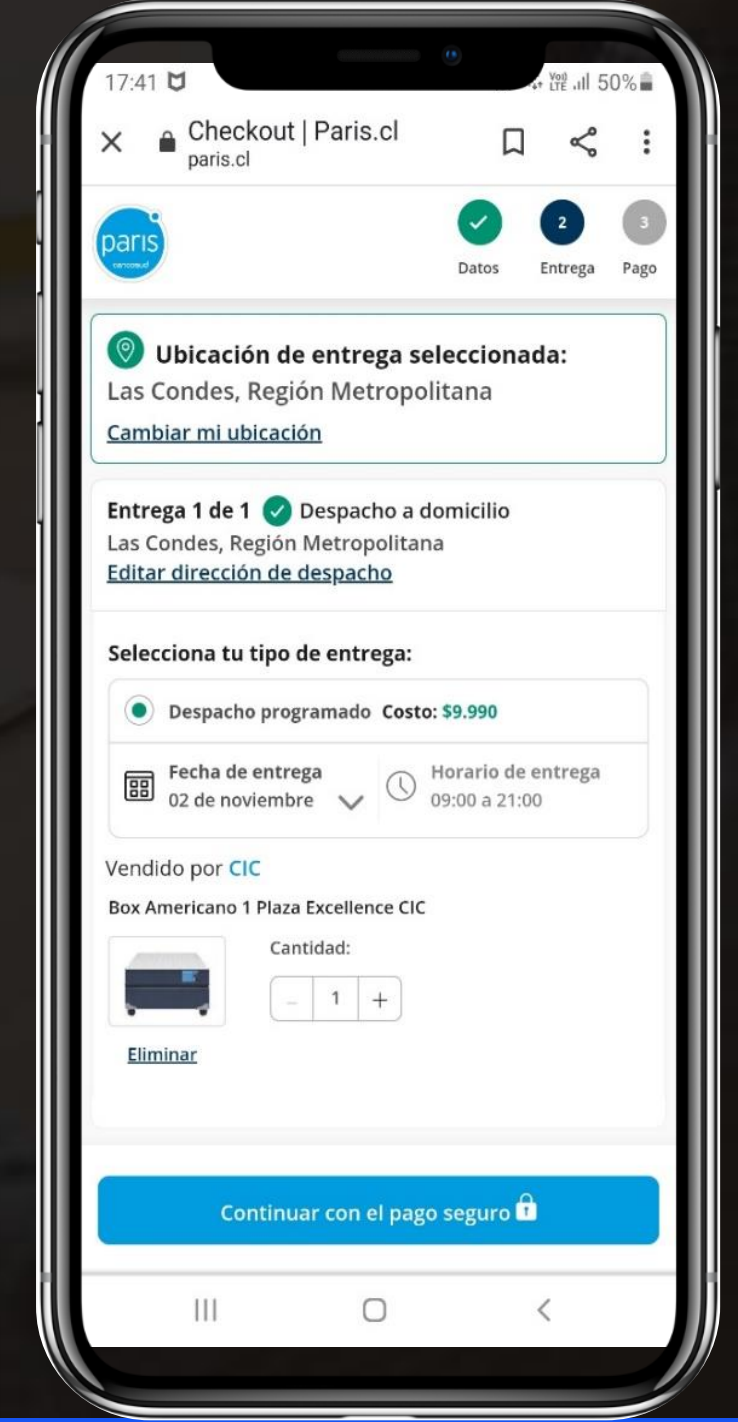 17:41
LTE
50%
Checkout | Paris.cl
paris.cl
paris
cencosud
2
3
Datos
Entrega
Pago
Ubicación de entrega seleccionada:
Las Condes, Región Metropolitana
Cambiar mi ubicación
Entrega 1 de 1 Despacho a domicilio
Las Condes, Región Metropolitana
Editar dirección de despacho
Selecciona tu tipo de entrega:
Despacho programado Costo: $9.990
Fecha de entrega
02 de noviembre
Horario de entrega
09:00 a 21:00
Vendido por CIC
Box Americano 1 Plaza Excellence CIC
Cantidad:
- 1 +
Eliminar
Continuar con el pago seguro